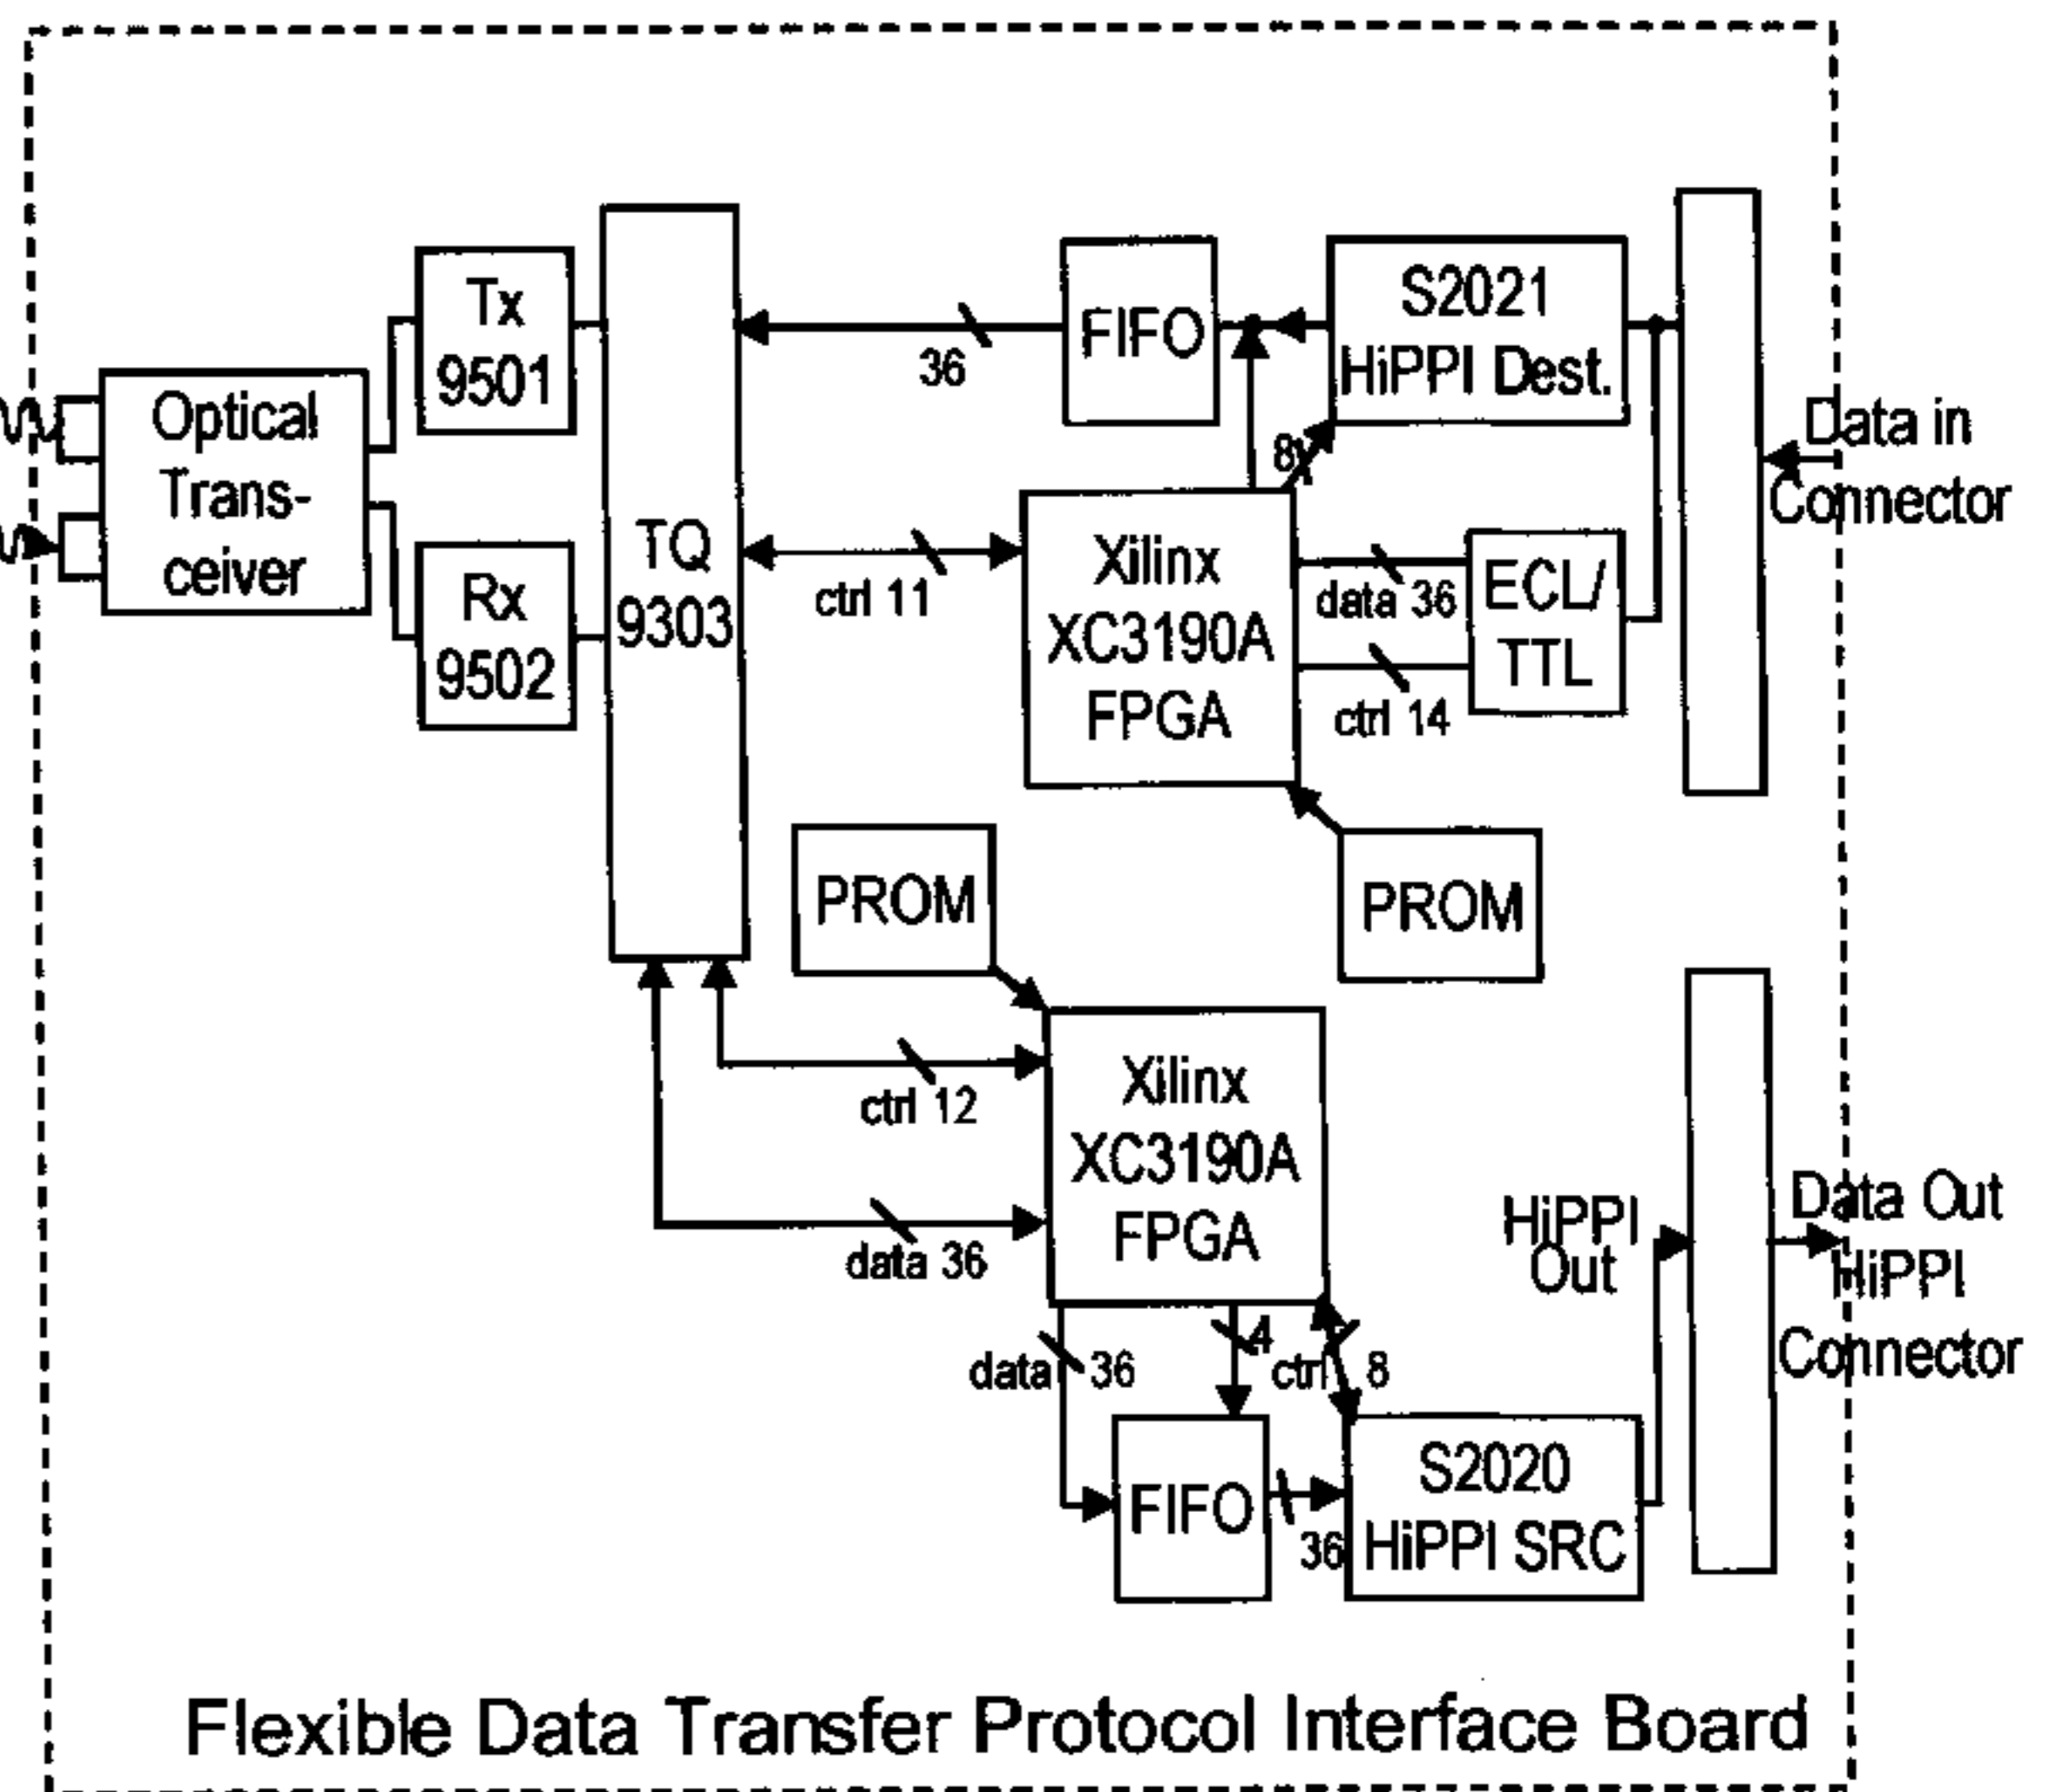 Tx
9501
Optical
Trans-
ceiver
Rx
9502
TQ
9303
36
FIFO
S2021
HiPPI Dest.
8
Data in
Connector
ctrl 11
Xilinx
XC3190A
FPGA
data 36
ctrl 14
ECL/
TTL
PROM
PROM
ctrl 12
data 36
Xilinx
XC3190A
FPGA
HiPPI
Out
Data Out
HiPPI
Connector
data 36
4
ctrl 8
FIFO
36
S2020
HiPPI SRC
Flexible Data Transfer Protocol Interface Board